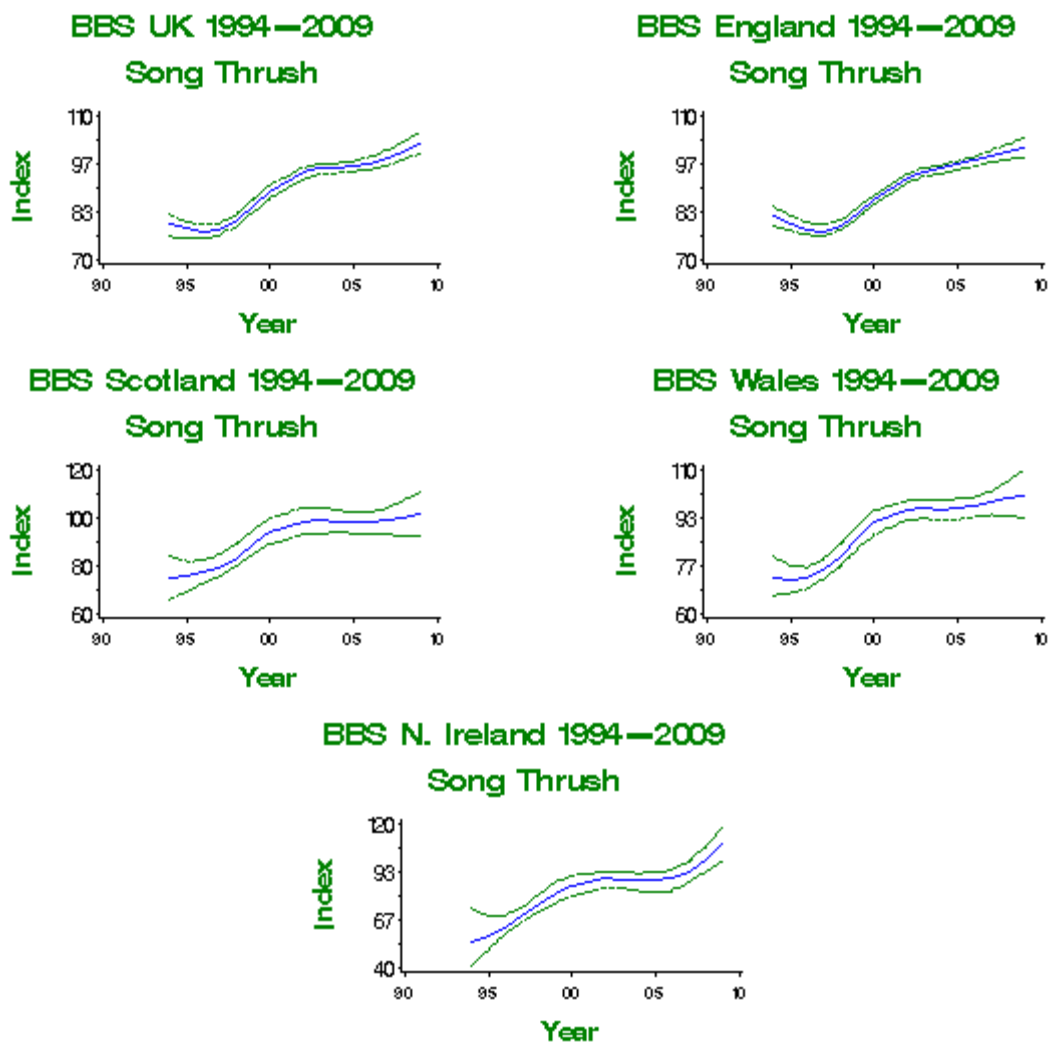 BBS UK 1994—2009
Song Thrush
110
97
83
70
Index
90 95 00 05 10
Year
BBS England 1994—2009
Song Thrush
110
97
83
70
Index
90 95 00 05 10
Year
BBS Scotland 1994—2009
Song Thrush
120
100
80
60
Index
90 95 00 05 10
Year
BBS Wales 1994—2009
Song Thrush
110
93
77
60
Index
90 95 00 05 10
Year
BBS N. Ireland 1994—2009
Song Thrush
120
93
67
40
Index
90 95 00 05 10
Year